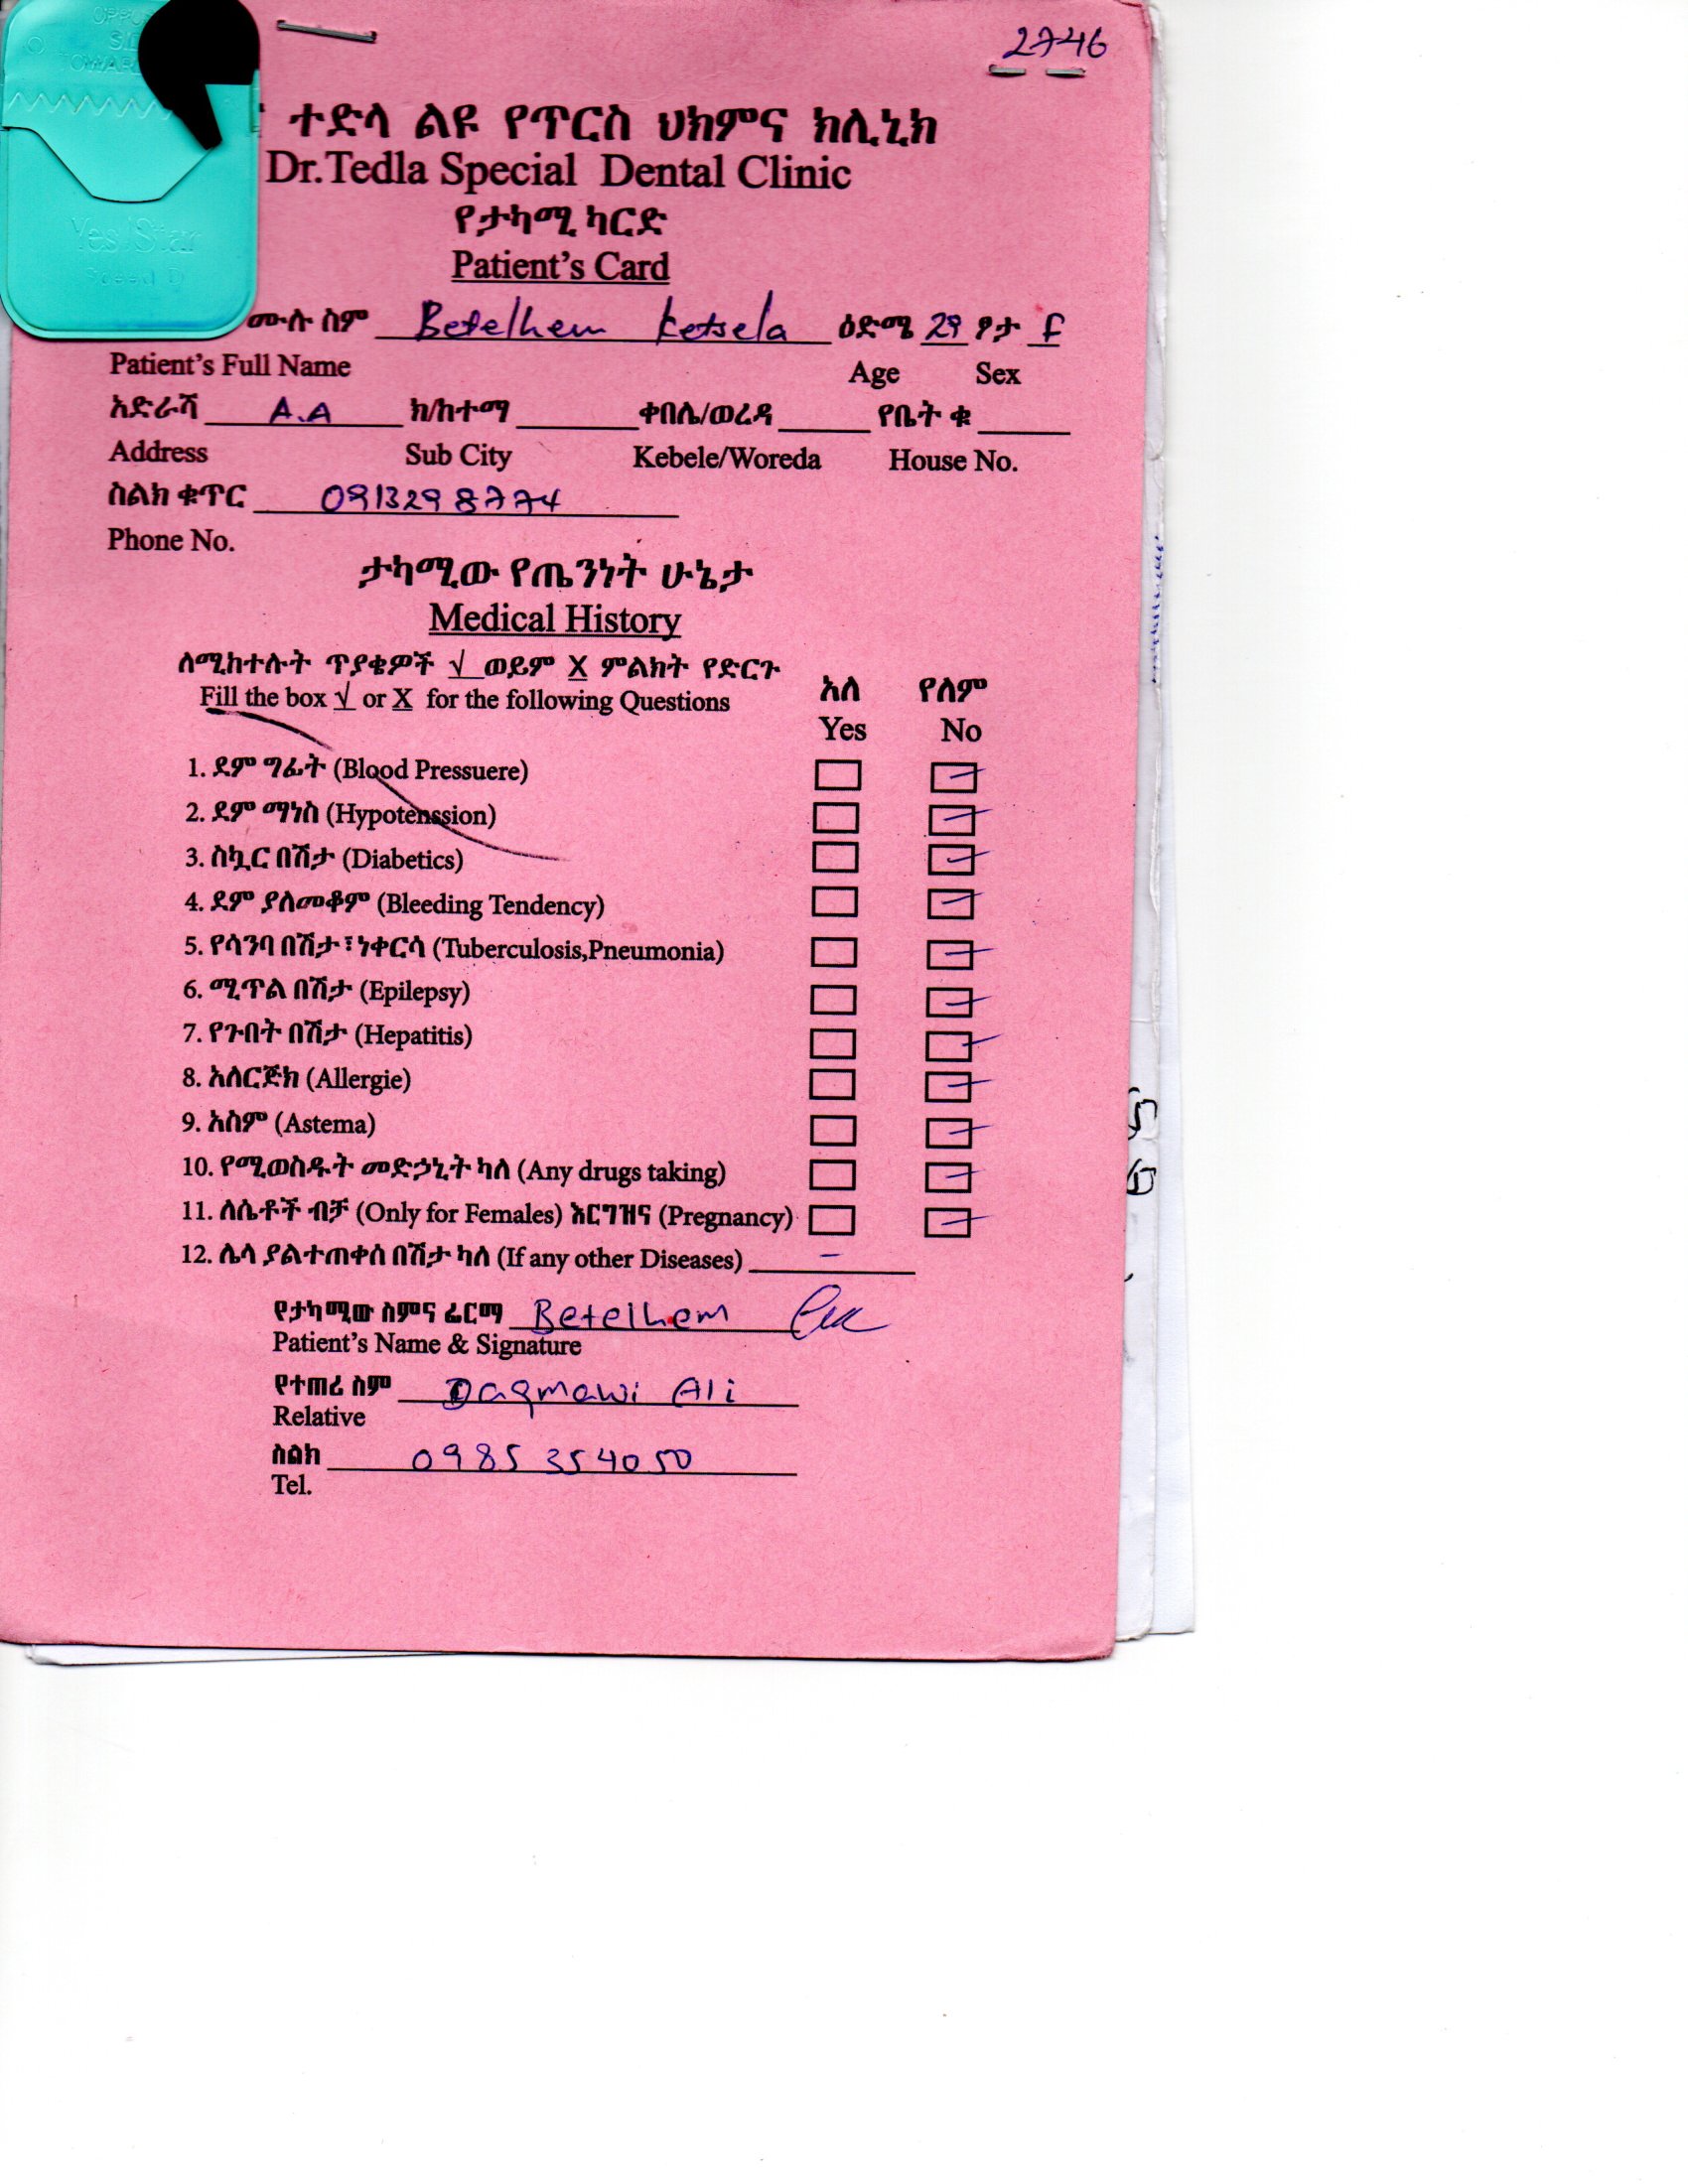 2746
ተድላ ልዩ የጥርስ ህክምና ክሊኒክ
Dr.Tedla Special Dental Clinic
የታካሚ ካርድ
Patient's Card
Yes! Star
Speed D
ሙሉ ስም Betelhem Ketsela ዕድሜ 29 ፆታ F
Patient's Full Name Age Sex
አድራሻ A.A ክ/ከተማ ቀበሌ/ወረዳ የቤት ቁ
Address Sub City Kebele/Woreda House No.
ስልክ ቁጥር 0913298774
Phone No.
ታካሚው የጤንነት ሁኔታ
Medical History
ለሚከተሉት ጥያቄዎች √ ወይም X ምልክት የድርጉ
Fill the box √ or X for the following Questions
አለ የለም
Yes No
1. ደም ግፊት (Blood Pressuere)
2. ደም ማነስ (Hypotenssion)
3. ስኳር በሽታ (Diabetics)
4. ደም ያለመቆም (Bleeding Tendency)
5. የሳንባ በሽታ፣ነቀርሳ (Tuberculosis,Pneumonia)
6. ሚጥል በሽታ (Epilepsy)
7. የጉበት በሽታ (Hepatitis)
8. አለርጅክ (Allergie)
9. አስም (Astema)
10. የሚወስዱት መድኃኒት ካለ (Any drugs taking)
11. ለሴቶች ብቻ (Only for Females) እርግዝና (Pregnancy)
12. ሌላ ያልተጠቀሰ በሽታ ካለ (If any other Diseases) –
የታካሚው ስምና ፊርማ Betelhem
Patient's Name & Signature
የተጠሪ ስም Dagmawi Ali
Relative
ስልክ 0985 354050
Tel.